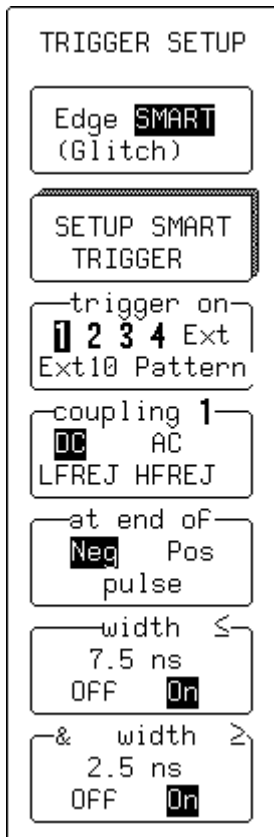 TRIGGER SETUP
Edge SMART
(Glitch)
SETUP SMART
TRIGGER
trigger on
1 2 3 4 Ext
Ext10 Pattern
coupling 1
DC AC
LFREJ HFREJ
at end of
Neg Pos
pulse
width ≤
7.5 ns
OFF On
& width ≥
2.5 ns
OFF On